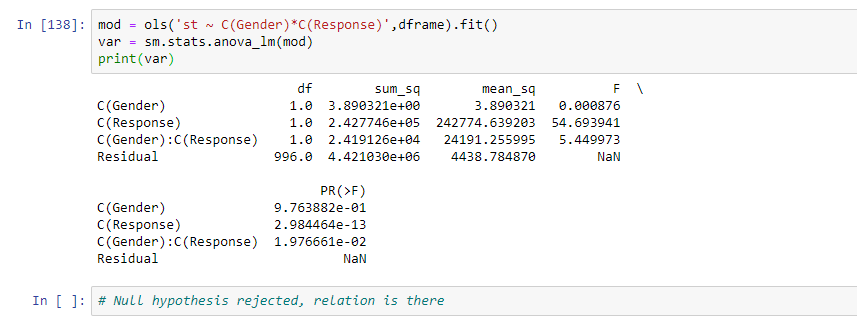 In [138]: mod = ols('st ~ C(Gender)*C(Response)',dframe).fit()
var = sm.stats.anova_lm(mod)
print(var)
df sum_sq mean_sq F \
C(Gender) 1.0 3.890321e+00 3.890321 0.000876
C(Response) 1.0 2.427746e+05 242774.639203 54.693941
C(Gender):C(Response) 1.0 2.419126e+04 24191.255995 5.449973
Residual 996.0 4.421030e+06 4438.784870 NaN
PR(>F)
C(Gender) 9.763882e-01
C(Response) 2.984464e-13
C(Gender):C(Response) 1.976661e-02
Residual NaN
In [ ]: # Null hypothesis rejected, relation is there